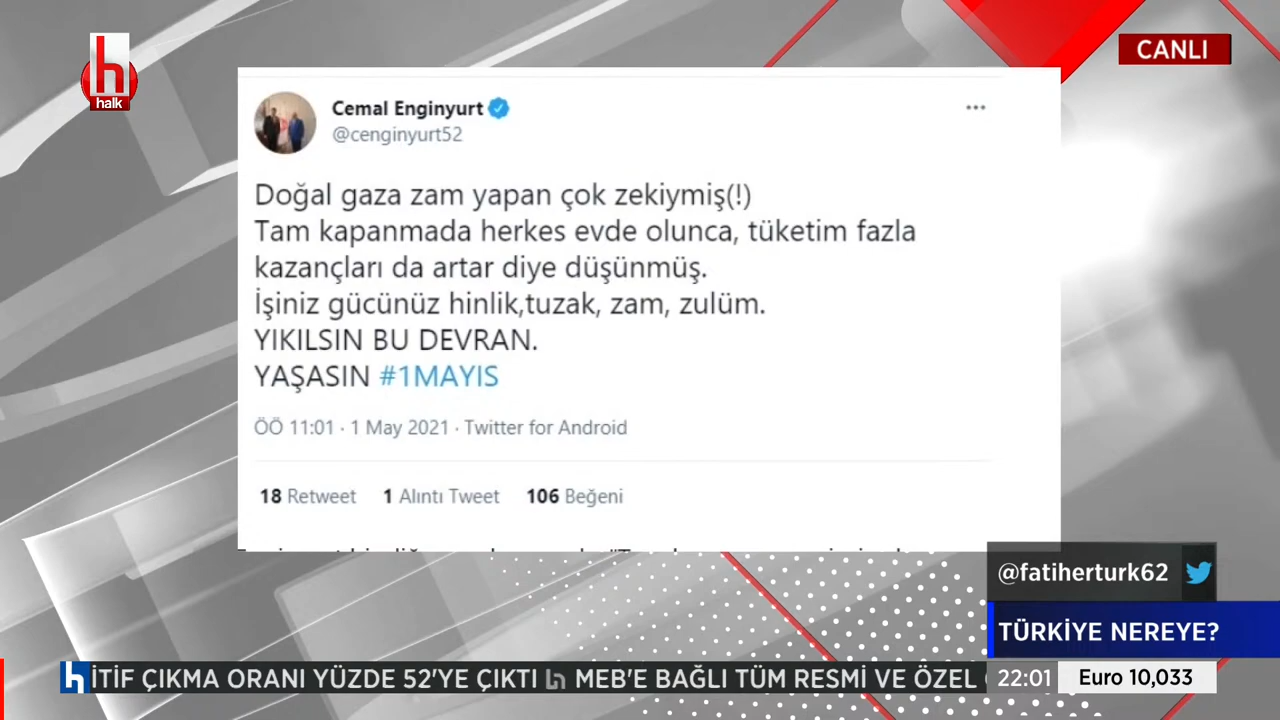 h
halk
CANLI
Cemal Enginyurt
@cenginyurt52
Doğal gaza zam yapan çok zekiymiş(!)
Tam kapanmada herkes evde olunca, tüketim fazla
kazançları da artar diye düşünmüş.
İşiniz gücünüz hinlik,tuzak, zam, zulüm.
YIKILSIN BU DEVRAN.
YAŞASIN #1MAYIS
ÖÖ 11:01 · 1 May 2021 · Twitter for Android
18 Retweet 1 Alıntı Tweet 106 Beğeni
@fatiherturk62
TÜRKİYE NEREYE?
h İTİF ÇIKMA ORANI YÜZDE 52'YE ÇIKTI h MEB'E BAĞLI TÜM RESMİ VE ÖZEL 22:01 Euro 10,033